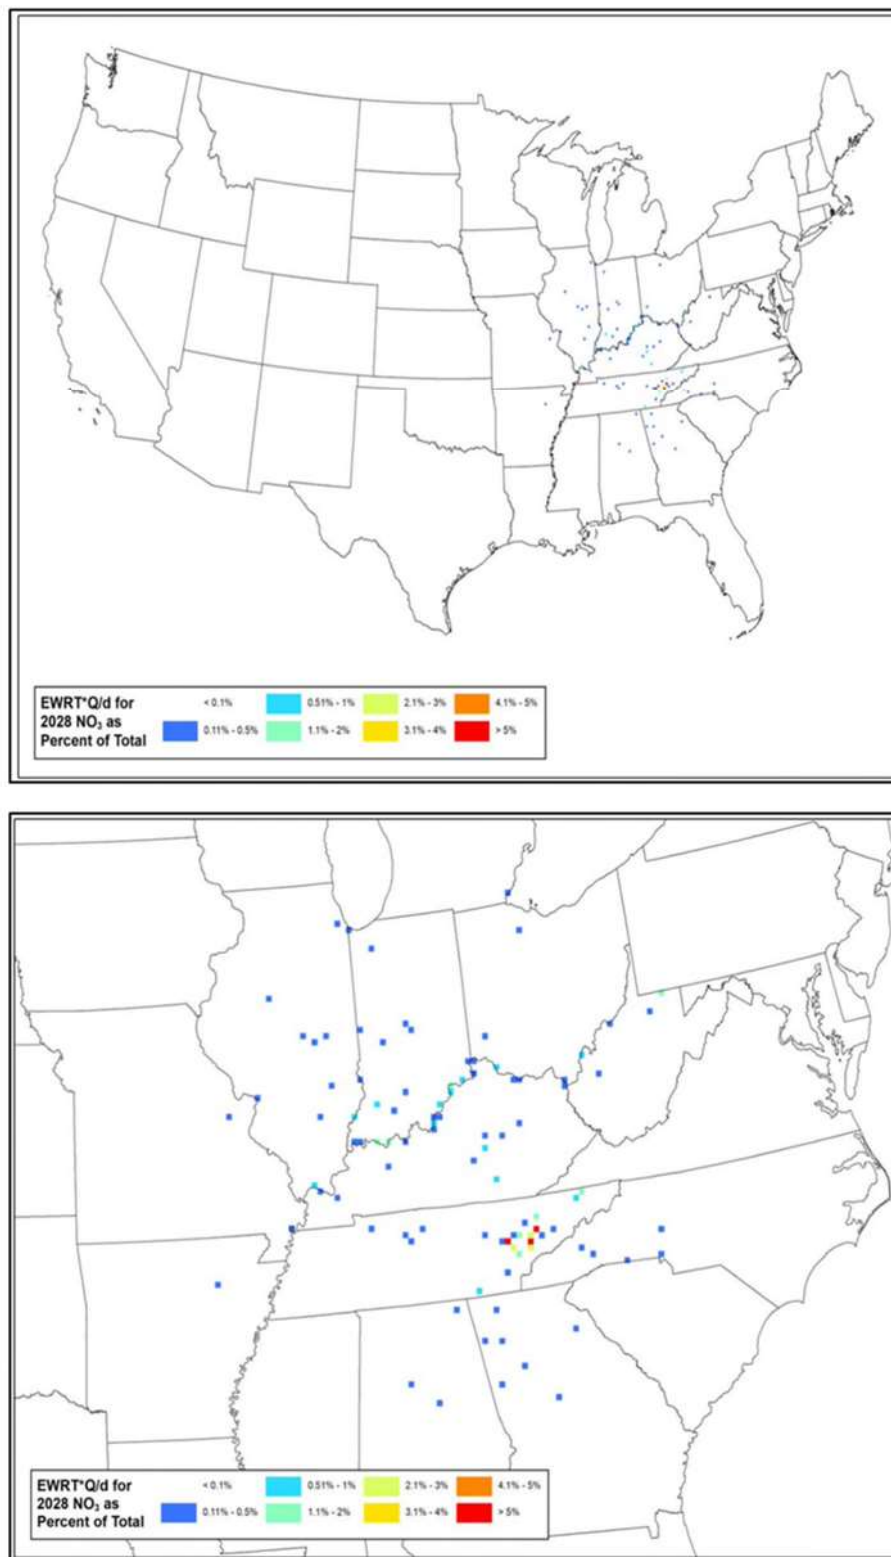 EWRT*Q/d for
2028 NO₃ as
Percent of Total
< 0.1% 0.51% - 1% 2.1% - 3% 4.1% - 5%
0.11% - 0.5% 1.1% - 2% 3.1% - 4% > 5%
EWRT*Q/d for
2028 NO₃ as
Percent of Total
< 0.1% 0.51% - 1% 2.1% - 3% 4.1% - 5%
0.11% - 0.5% 1.1% - 2% 3.1% - 4% > 5%